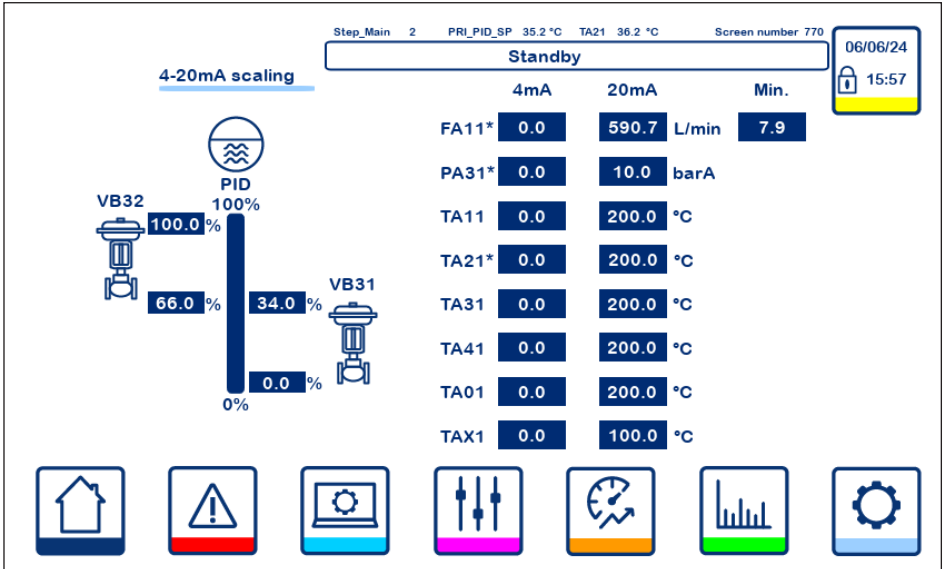 Step_Main 2 PRI_PID_SP 35.2 °C TA21 36.2 °C Screen number 770
Standby
06/06/24
15:57
4-20mA scaling
4mA 20mA Min.
FA11* 0.0 590.7 L/min 7.9
PA31* 0.0 10.0 barA
TA11 0.0 200.0 °C
TA21* 0.0 200.0 °C
TA31 0.0 200.0 °C
TA41 0.0 200.0 °C
TA01 0.0 200.0 °C
TAX1 0.0 100.0 °C
PID
100%
VB32
100.0 %
66.0 %
VB31
34.0 %
0.0 %
0%